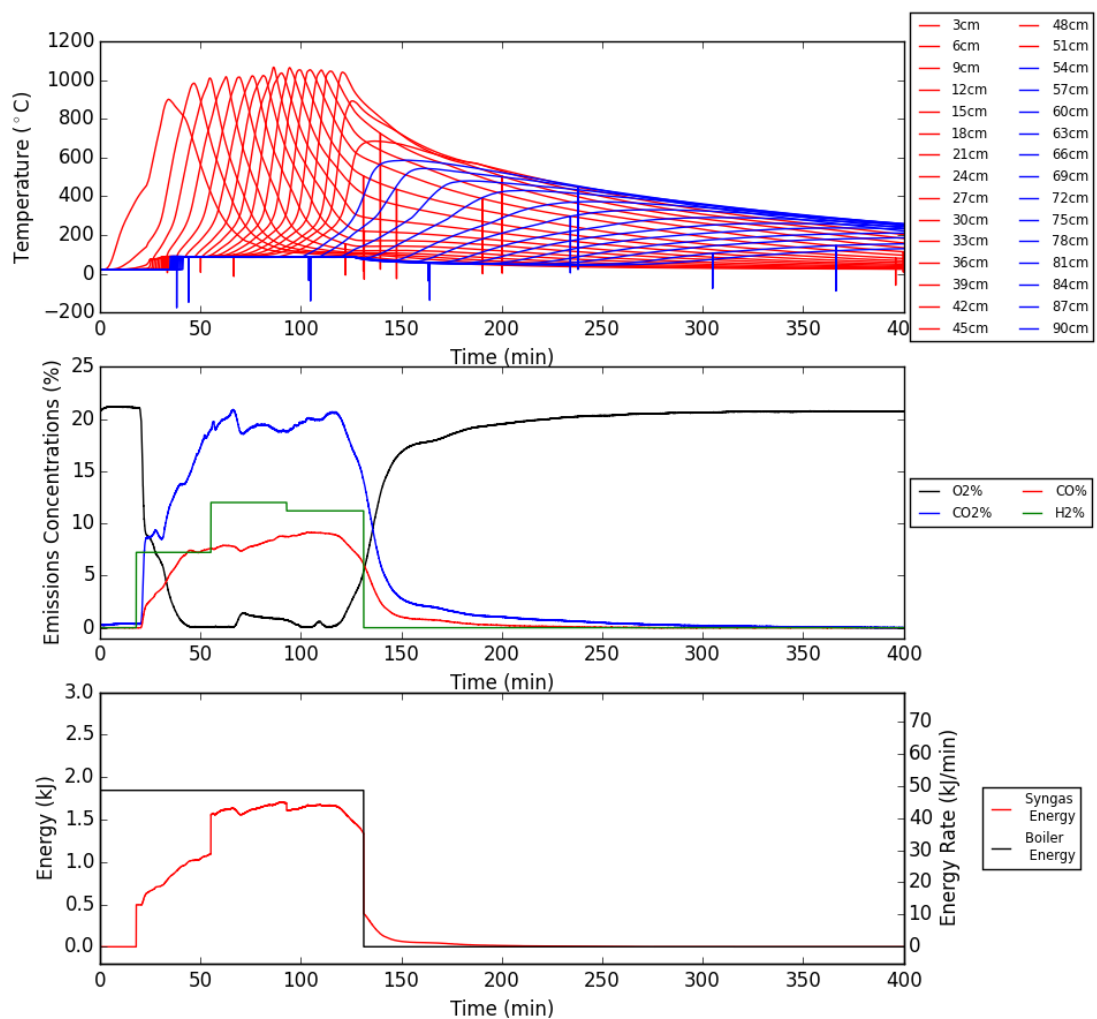 1200
1000
800
600
400
200
0
−200
Temperature (°C)
0 50 100 150 200 250 300 350 40
Time (min)
3cm 48cm
6cm 51cm
9cm 54cm
12cm 57cm
15cm 60cm
18cm 63cm
21cm 66cm
24cm 69cm
27cm 72cm
30cm 75cm
33cm 78cm
36cm 81cm
39cm 84cm
42cm 87cm
45cm 90cm
25
20
15
10
5
0
Emissions Concentrations (%)
0 50 100 150 200 250 300 350 400
Time (min)
O2% CO%
CO2% H2%
3.0
2.5
2.0
1.5
1.0
0.5
0.0
Energy (kJ)
70
60
50
40
30
20
10
0
Energy Rate (kJ/min)
0 50 100 150 200 250 300 350 400
Time (min)
Syngas
Energy
Boiler
Energy